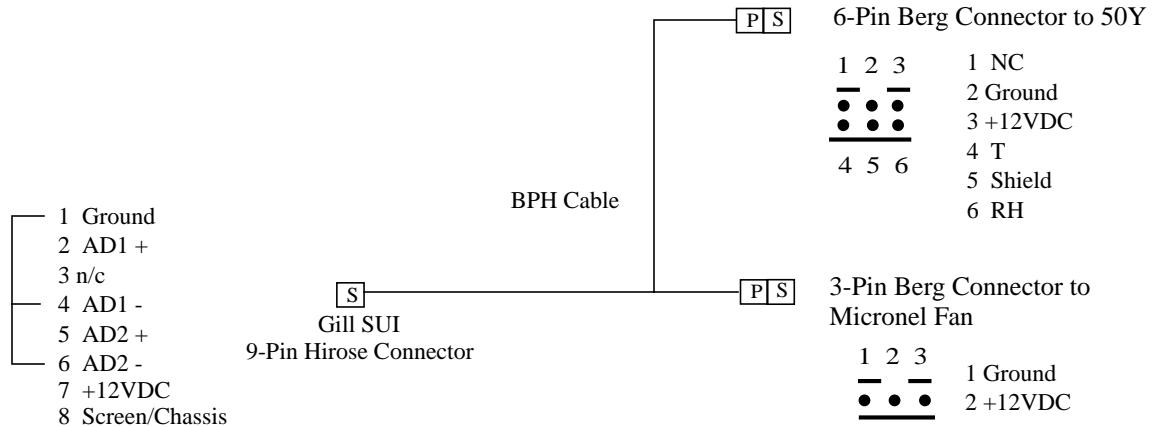 P S
6-Pin Berg Connector to 50Y
1 2 3
4 5 6
1 NC
2 Ground
3 +12VDC
4 T
5 Shield
6 RH
BPH Cable
1 Ground
2 AD1 +
3 n/c
4 AD1 -
5 AD2 +
6 AD2 -
7 +12VDC
8 Screen/Chassis
S
Gill SUI
9-Pin Hirose Connector
P S
3-Pin Berg Connector to
Micronel Fan
1 2 3
1 Ground
2 +12VDC